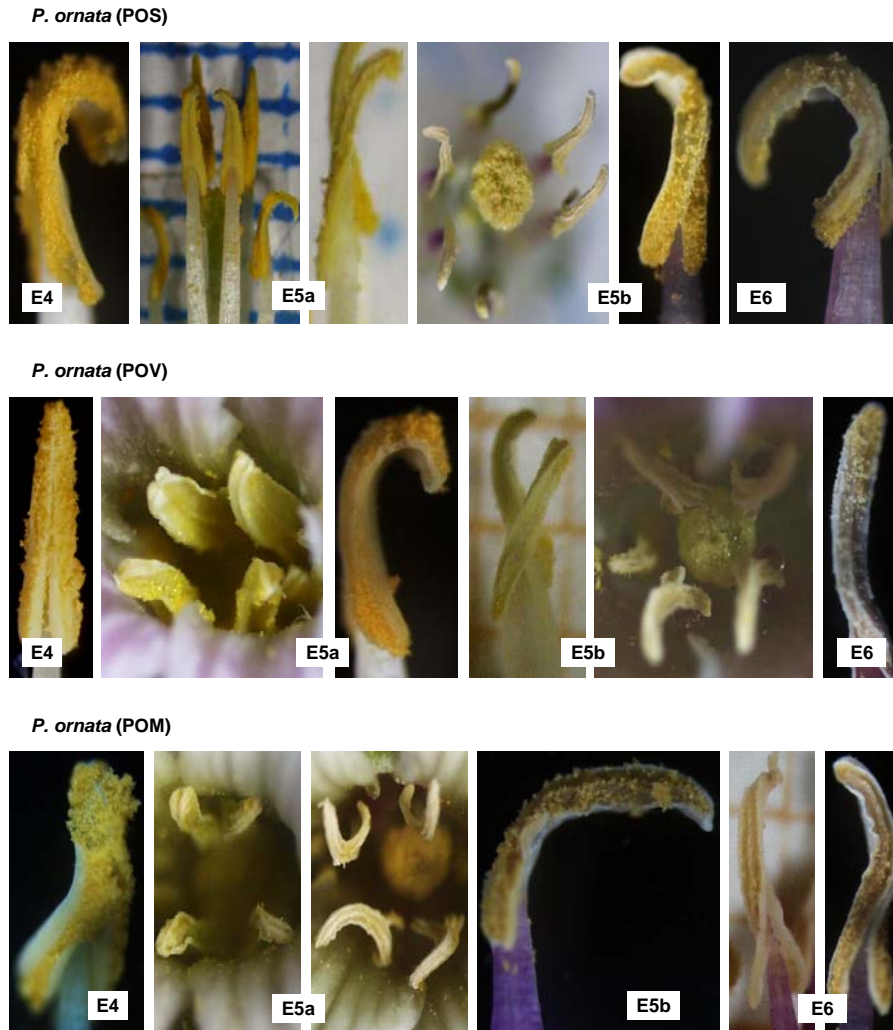 P. ornata (POS)
E4
E5a
E5b
E6
P. ornata (POV)
E4
E5a
E5b
E6
P. ornata (POM)
E4
E5a
E5b
E6